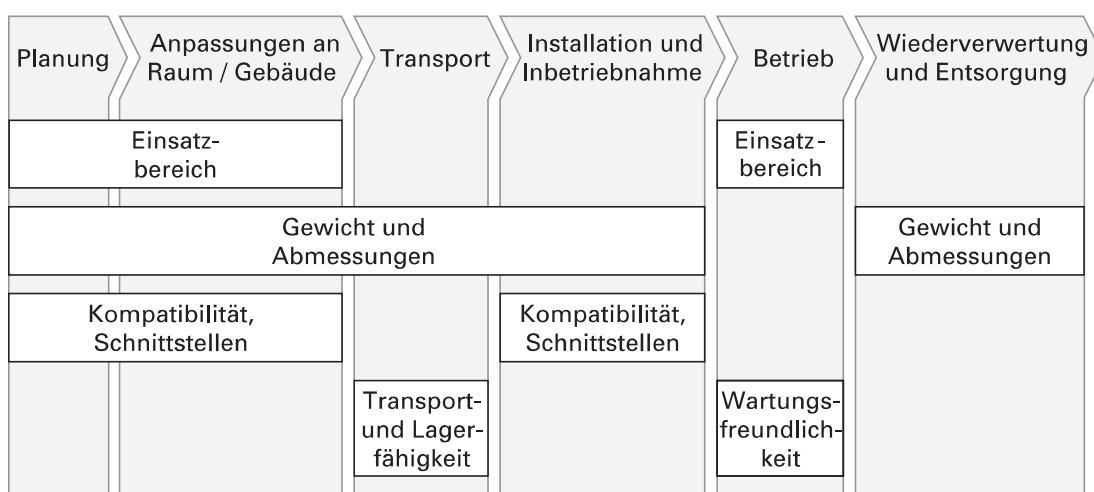 Planung
Anpassungen an
Raum / Gebäude
Transport
Installation und
Inbetriebnahme
Betrieb
Wiederverwertung
und Entsorgung
Einsatz-
bereich
Einsatz-
bereich
Gewicht und
Abmessungen
Gewicht und
Abmessungen
Kompatibilität,
Schnittstellen
Kompatibilität,
Schnittstellen
Transport-
und Lager-
fähigkeit
Wartungs-
freundlich-
keit